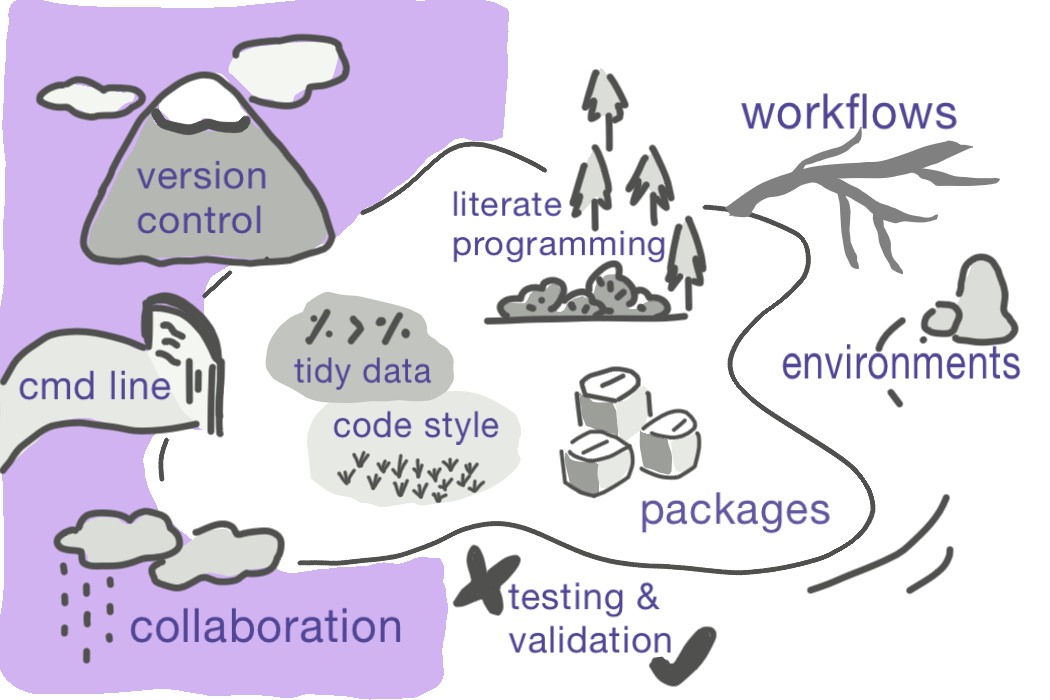 workflows
version
control
literate
programming
% > %
tidy data
cmd line
environments
code style
packages
testing &
validation
collaboration